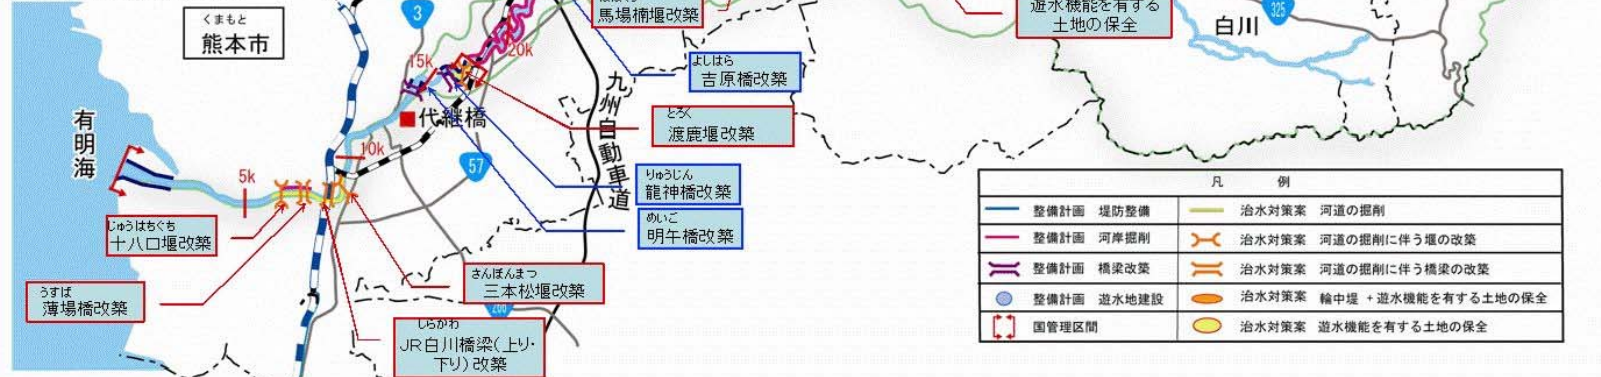 くまもと
熊本市
3
馬場楠堰改築
遊水機能を有する
土地の保全
325
白川
20k
15k
よしはら
吉原橋改築
九州自動車道
代継橋
とろく
渡鹿堰改築
有明海
10k
57
5k
りゅうじん
龍神橋改築
めいご
明午橋改築
じゅうはちぐち
十八口堰改築
さんぼんまつ
三本松堰改築
うすば
薄場橋改築
しらかわ
JR白川橋梁(上り・
下り)改築
凡 例
整備計画 堤防整備
治水対策案 河道の掘削
整備計画 河岸掘削
治水対策案 河道の掘削に伴う堰の改築
整備計画 橋梁改築
治水対策案 河道の掘削に伴う橋梁の改築
整備計画 遊水地建設
治水対策案 輪中堤 +遊水機能を有する土地の保全
国管理区間
治水対策案 遊水機能を有する土地の保全